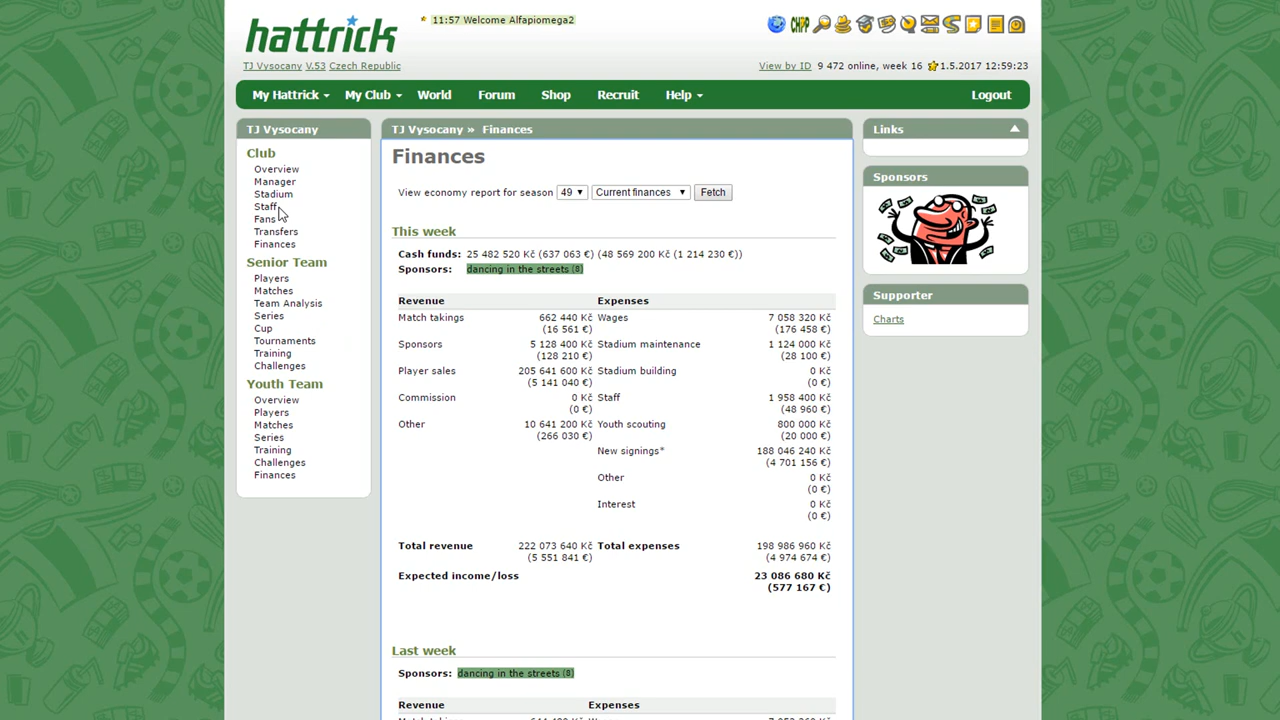 hattrick
11:57 Welcome Alfapiomega2
CHPP
TJ Vysocany V.53 Czech Republic
View by ID 9 472 online, week 16 1.5.2017 12:59:23
My Hattrick My Club World Forum Shop Recruit Help Logout
TJ Vysocany
Club
Overview
Manager
Stadium
Staff
Fans
Transfers
Finances
Senior Team
Players
Matches
Team Analysis
Series
Cup
Tournaments
Training
Challenges
Youth Team
Overview
Players
Matches
Series
Training
Challenges
Finances
TJ Vysocany » Finances
Finances
View economy report for season 49 Current finances Fetch
This week
Cash funds: 25 482 520 Kč (637 063 €) (48 569 200 Kč (1 214 230 €))
Sponsors: dancing in the streets (8)
Revenue Expenses
Match takings 662 440 Kč Wages 7 058 320 Kč
(16 561 €) (176 458 €)
Sponsors 5 128 400 Kč Stadium maintenance 1 124 000 Kč
(128 210 €) (28 100 €)
Player sales 205 641 600 Kč Stadium building 0 Kč
(5 141 040 €) (0 €)
Commission 0 Kč Staff 1 958 400 Kč
(0 €) (48 960 €)
Other 10 641 200 Kč Youth scouting 800 000 Kč
(266 030 €) (20 000 €)
New signings* 188 046 240 Kč
(4 701 156 €)
Other 0 Kč
(0 €)
Interest 0 Kč
(0 €)
Total revenue 222 073 640 Kč Total expenses 198 986 960 Kč
(5 551 841 €) (4 974 674 €)
Expected income/loss 23 086 680 Kč
(577 167 €)
Last week
Sponsors: dancing in the streets (8)
Revenue Expenses
Links
Sponsors
Supporter
Charts